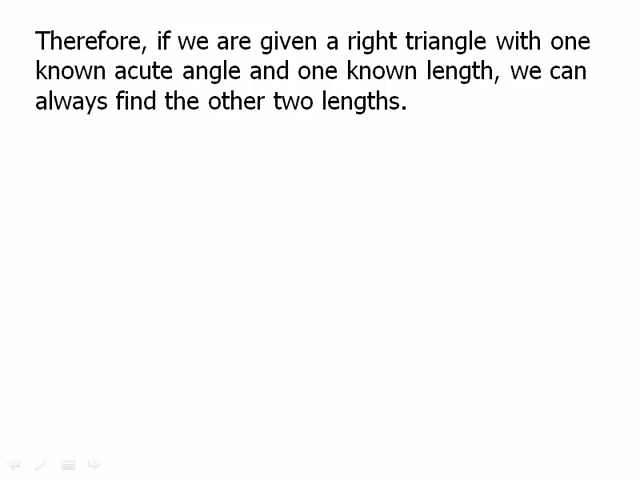 Therefore, if we are given a right triangle with one
known acute angle and one known length, we can
always find the other two lengths.